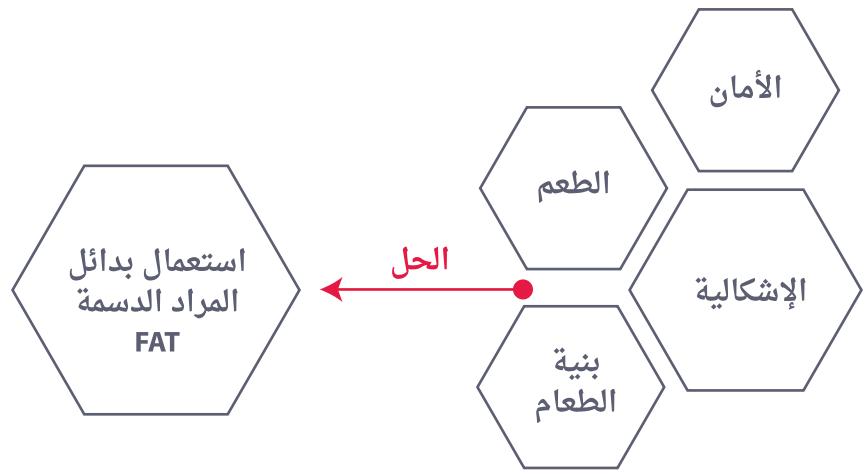 الأمان
الطعم
الإشكالية
بنية
الطعام
الحل
استعمال بدائل
المراد الدسمة
FAT